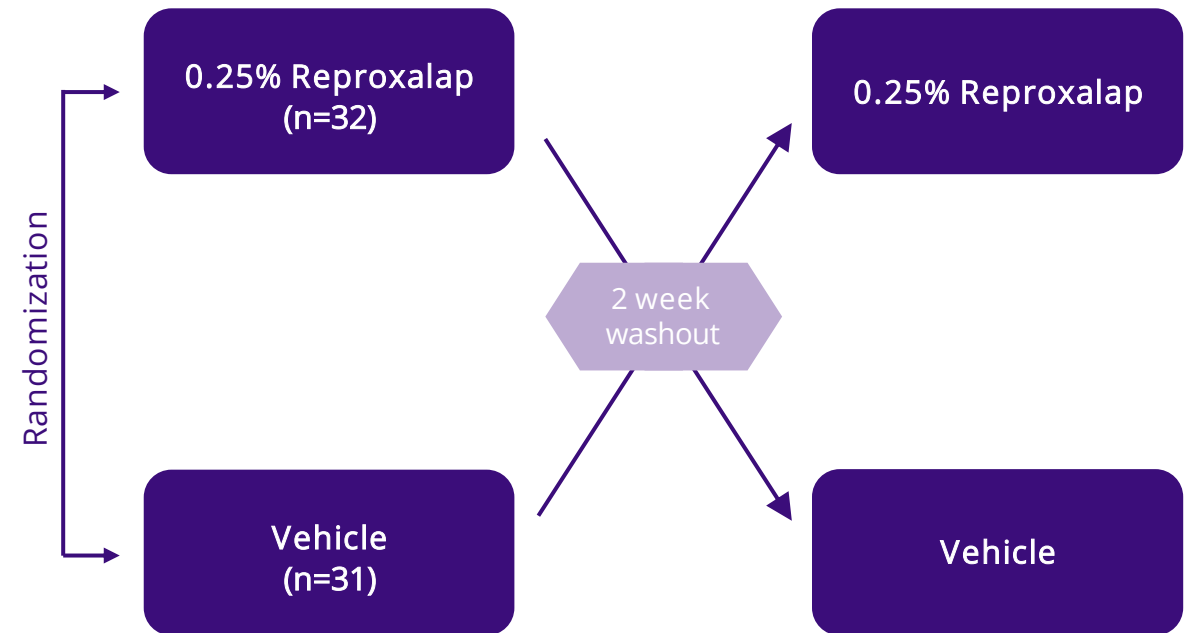 0.25% Reproxalap
(n=32)
0.25% Reproxalap
Randomization
2 week
washout
Vehicle
(n=31)
Vehicle